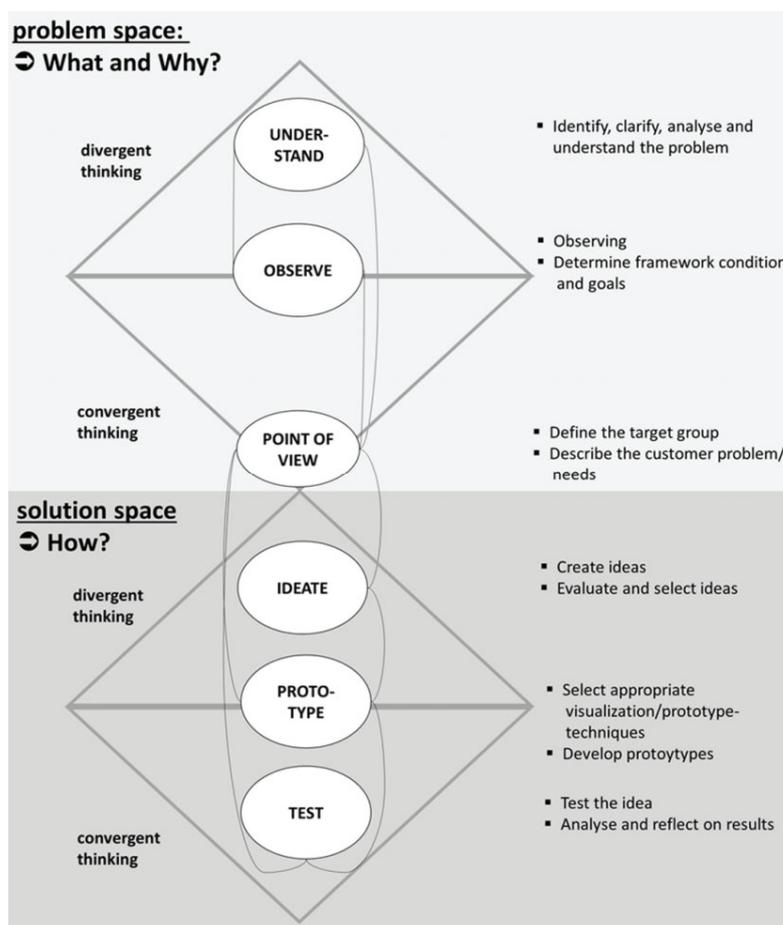 problem space:
➲ What and Why?
divergent
thinking
UNDER-
STAND
▪ Identify, clarify, analyse and
understand the problem
OBSERVE
▪ Observing
▪ Determine framework condition
and goals
convergent
thinking
POINT OF
VIEW
▪ Define the target group
▪ Describe the customer problem/
needs
solution space
➲ How?
divergent
thinking
IDEATE
▪ Create ideas
▪ Evaluate and select ideas
PROTO-
TYPE
▪ Select appropriate
visualization/prototype-
techniques
▪ Develop protoytypes
TEST
▪ Test the idea
▪ Analyse and reflect on results
convergent
thinking